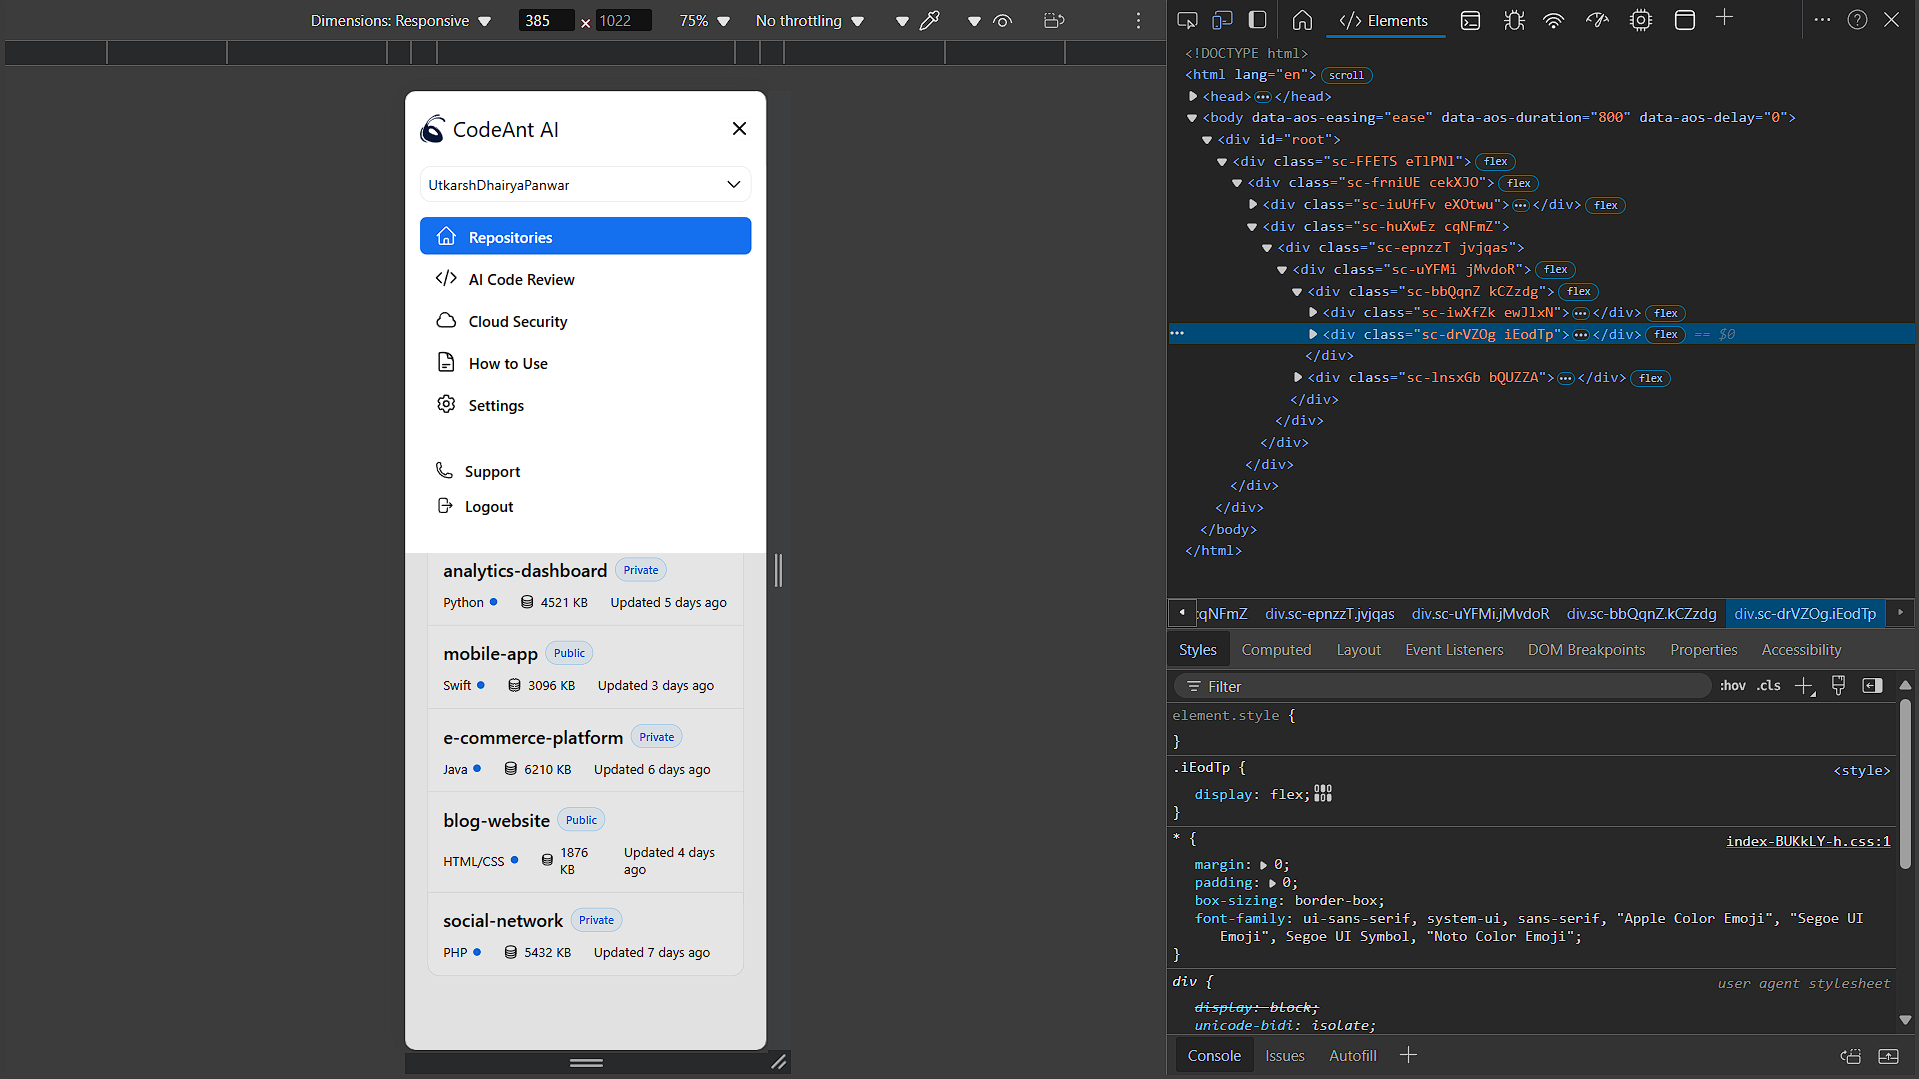 Dimensions: Responsive 385 × 1022 75% No throttling
CodeAnt AI
UtkarshDhairyaPanwar
Repositories
AI Code Review
Cloud Security
How to Use
Settings
Support
Logout
analytics-dashboard Private
Python 4521 KB Updated 5 days ago
mobile-app Public
Swift 3096 KB Updated 3 days ago
e-commerce-platform Private
Java 6210 KB Updated 6 days ago
blog-website Public
HTML/CSS 1876 KB Updated 4 days ago
social-network Private
PHP 5432 KB Updated 7 days ago
Elements
<!DOCTYPE html>
<html lang="en"> scroll
<head>…</head>
<body data-aos-easing="ease" data-aos-duration="800" data-aos-delay="0">
<div id="root">
<div class="sc-FFETS eTlPNl"> flex
<div class="sc-frniUE cekXJO"> flex
<div class="sc-iuUfFv eXOtwu">…</div> flex
<div class="sc-huXwEz cqNFmZ">
<div class="sc-epnzzT jvjqas">
<div class="sc-uYFMi jMvdoR"> flex
<div class="sc-bbQqnZ kCZzdg"> flex
<div class="sc-iwXfZk ewJlxN">…</div> flex
… <div class="sc-drVZOg iEodTp">…</div> flex == $0
</div>
<div class="sc-lnsxGb bQUZZA">…</div> flex
</div>
</div>
</div>
</div>
</div>
</div>
</body>
</html>
cqNFmZ div.sc-epnzzT.jvjqas div.sc-uYFMi.jMvdoR div.sc-bbQqnZ.kCZzdg div.sc-drVZOg.iEodTp
Styles Computed Layout Event Listeners DOM Breakpoints Properties Accessibility
Filter :hov .cls
element.style {
}
.iEodTp { <style>
display: flex;
}
* { index-BUKkLY-h.css:1
margin: 0;
padding: 0;
box-sizing: border-box;
font-family: ui-sans-serif, system-ui, sans-serif, "Apple Color Emoji", "Segoe UI
Emoji", Segoe UI Symbol, "Noto Color Emoji";
}
div { user agent stylesheet
display: block;
unicode-bidi: isolate;
Console Issues Autofill